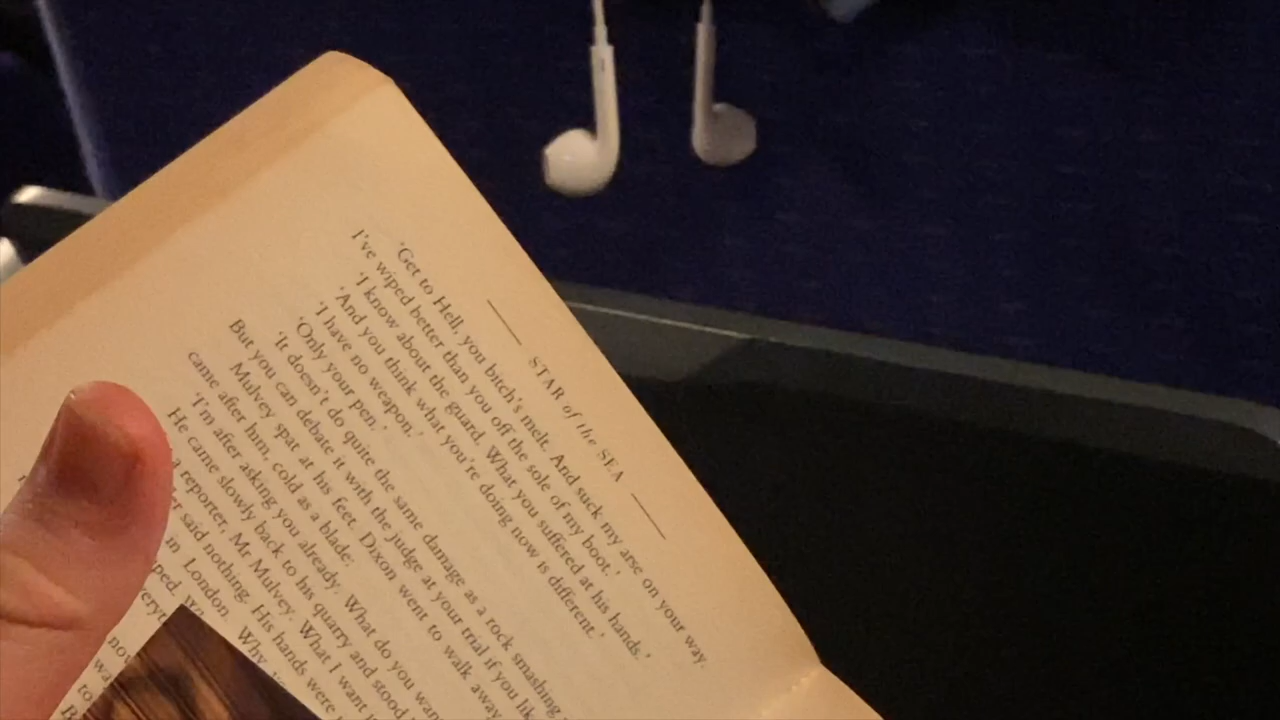 STAR of the SEA
'Get to Hell, you bitch's melt. And suck my arse on your way.
I've wiped better than you off the sole of my boot.'
'I know about the guard. What you suffered at his hands.'
'And you think what you're doing now is different.'
'I have no weapon.'
'Only your pen.'
'It doesn't do quite the same damage as a rock smashing
But you can debate it with the judge at your trial if you
Mulvey spat at his feet. Dixon went to walk away
came after him, cold as a blade:
'I'm after asking you already. What do you
He came slowly back to his quarry and stood
a reporter, Mr Mulvey. What I want
said nothing. His hands were
in London. Why